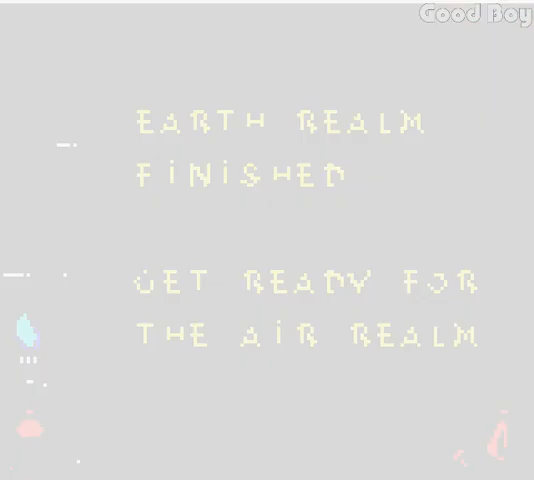 Good Boy
EARTH REALM
FINISHED
GET READY FOR
THE AIR REALM